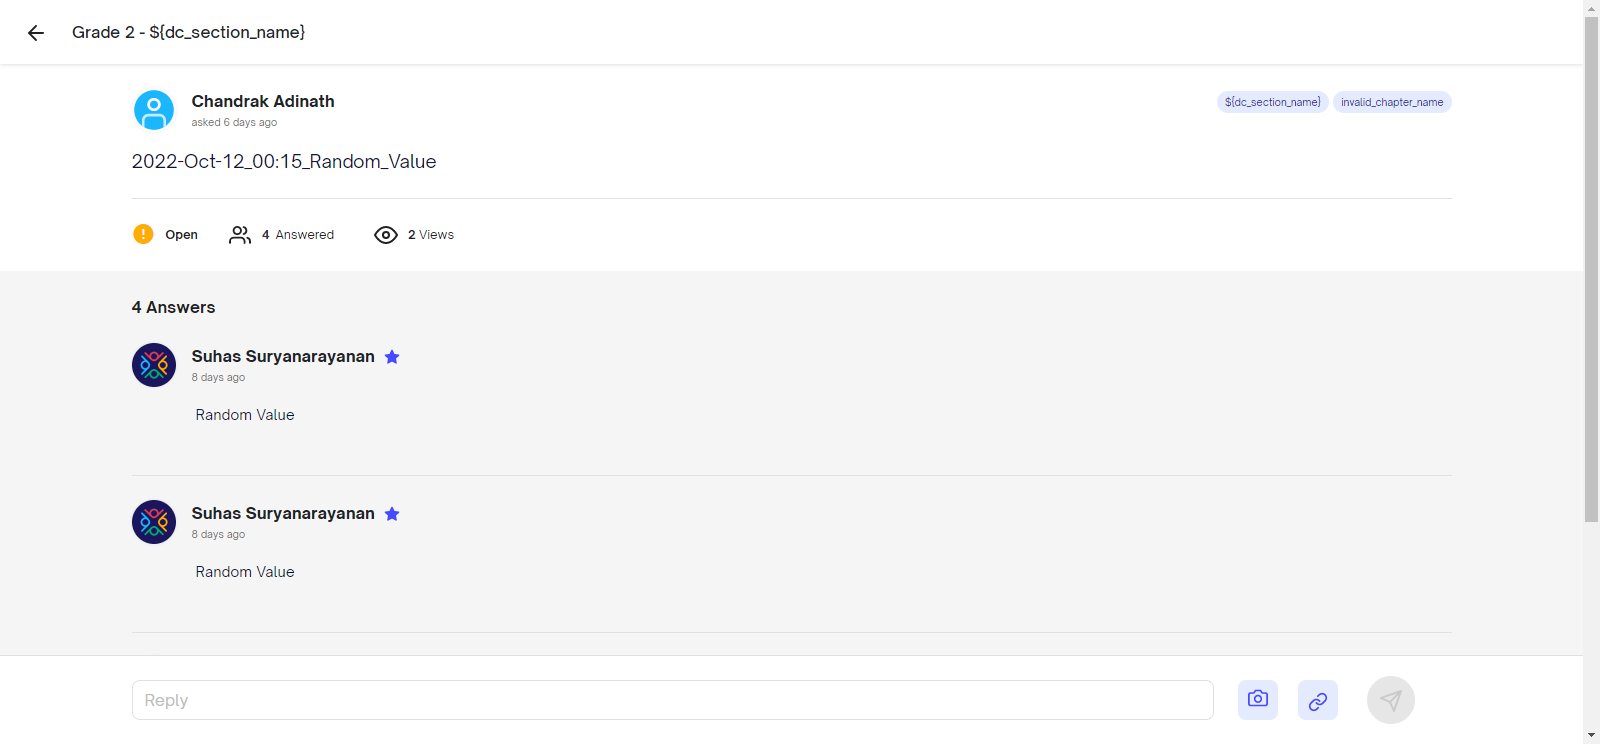 Grade 2 - ${dc_section_name}
Chandrak Adinath
asked 6 days ago
${dc_section_name}
invalid_chapter_name
2022-Oct-12_00:15_Random_Value
Open
4 Answered
2 Views
4 Answers
Suhas Suryanarayanan
8 days ago
Random Value
Suhas Suryanarayanan
8 days ago
Random Value
Reply